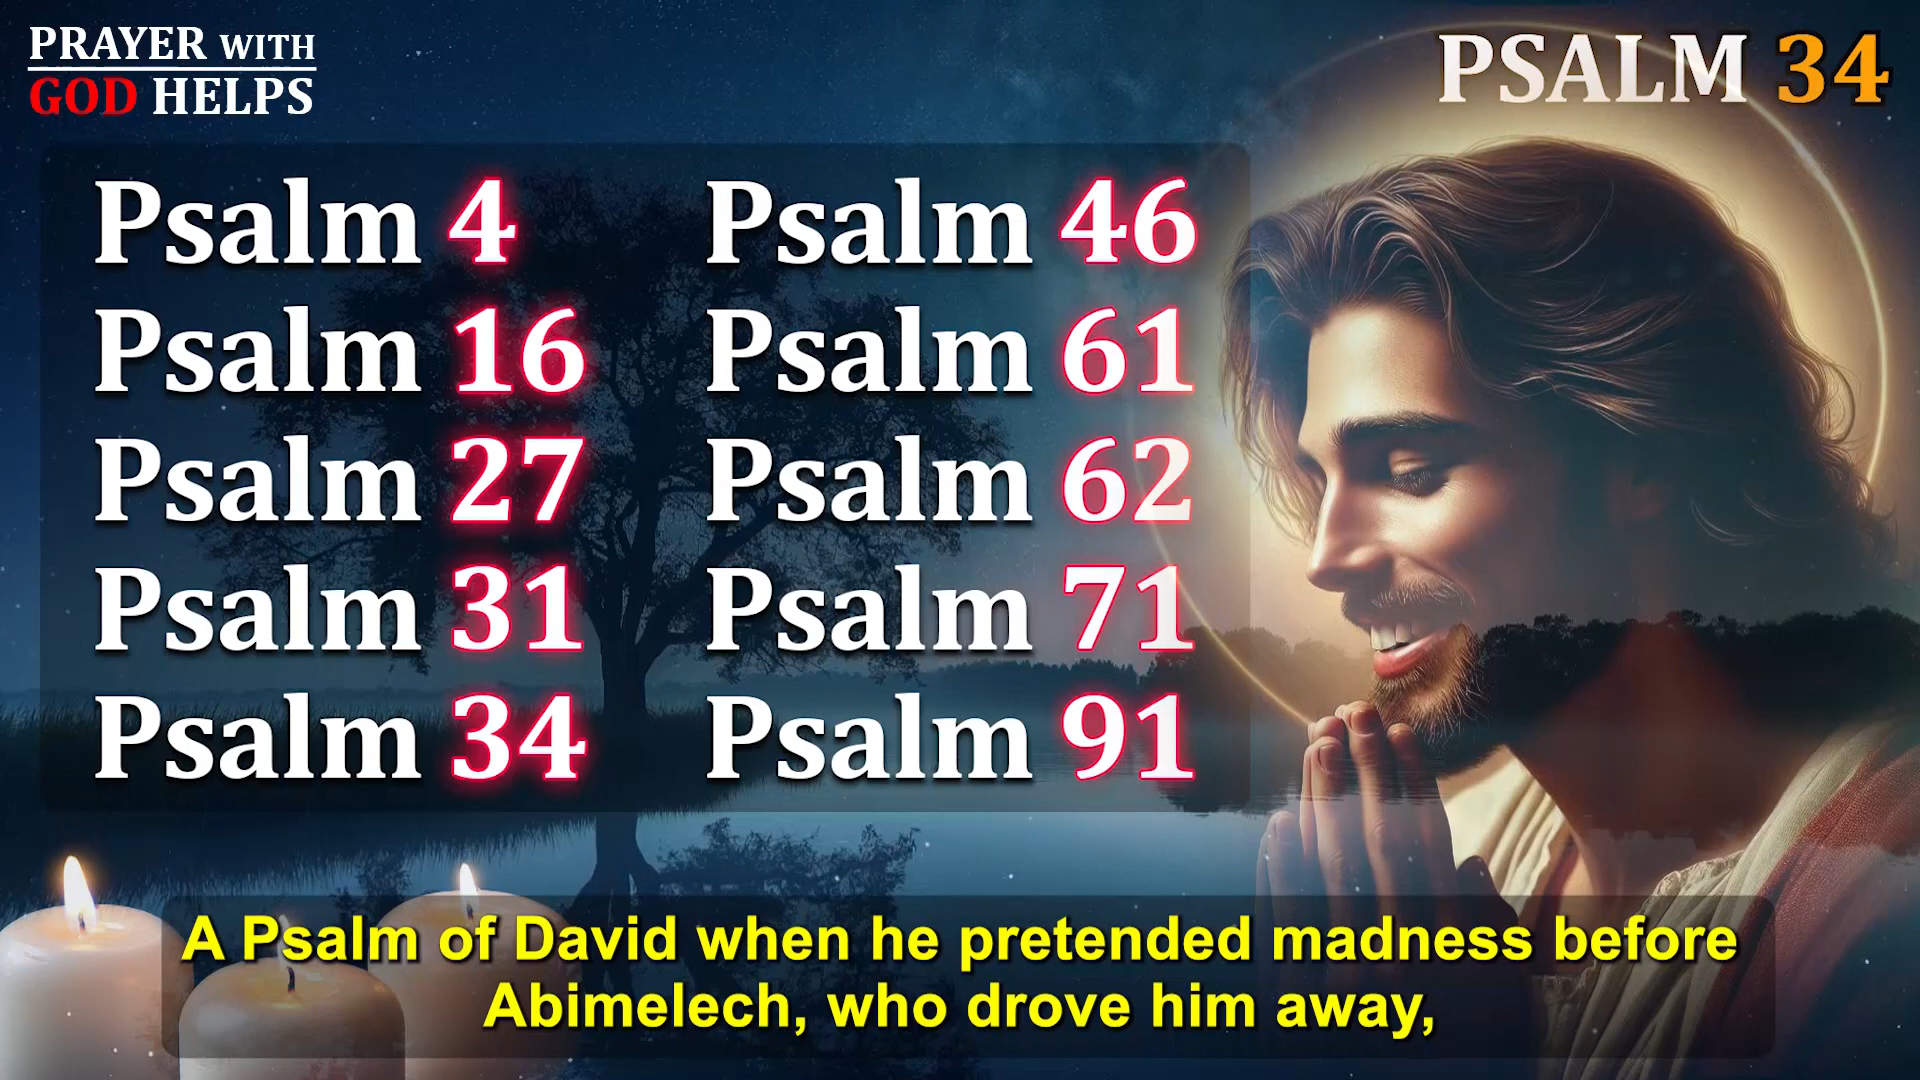 PRAYER WITH
GOD HELPS
PSALM 34
Psalm 4
Psalm 16
Psalm 27
Psalm 31
Psalm 34
Psalm 46
Psalm 61
Psalm 62
Psalm 71
Psalm 91
A Psalm of David when he pretended madness before
Abimelech, who drove him away,